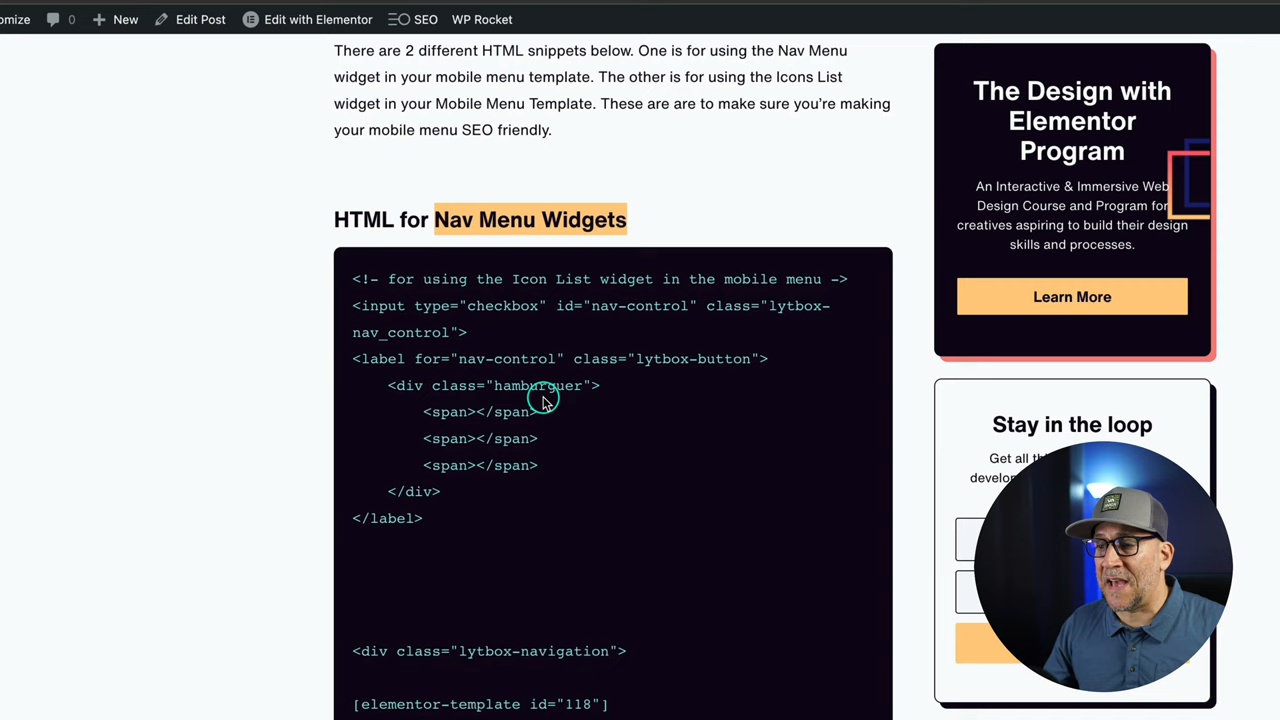 omize 0 New Edit Post Edit with Elementor SEO WP Rocket
There are 2 different HTML snippets below. One is for using the Nav Menu
widget in your mobile menu template. The other is for using the Icons List
widget in your Mobile Menu Template. These are are to make sure you're making
your mobile menu SEO friendly.
HTML for Nav Menu Widgets
<!- for using the Icon List widget in the mobile menu ->
<input type="checkbox" id="nav-control" class="lytbox-
nav_control">
<label for="nav-control" class="lytbox-button">
<div class="hamburguer">
<span></span>
<span></span>
<span></span>
</div>
</label>
<div class="lytbox-navigation">
[elementor-template id="118"]
The Design with
Elementor
Program
An Interactive & Immersive Web
Design Course and Program for
creatives aspiring to build their design
skills and processes.
Learn More
Stay in the loop
Get all
develop